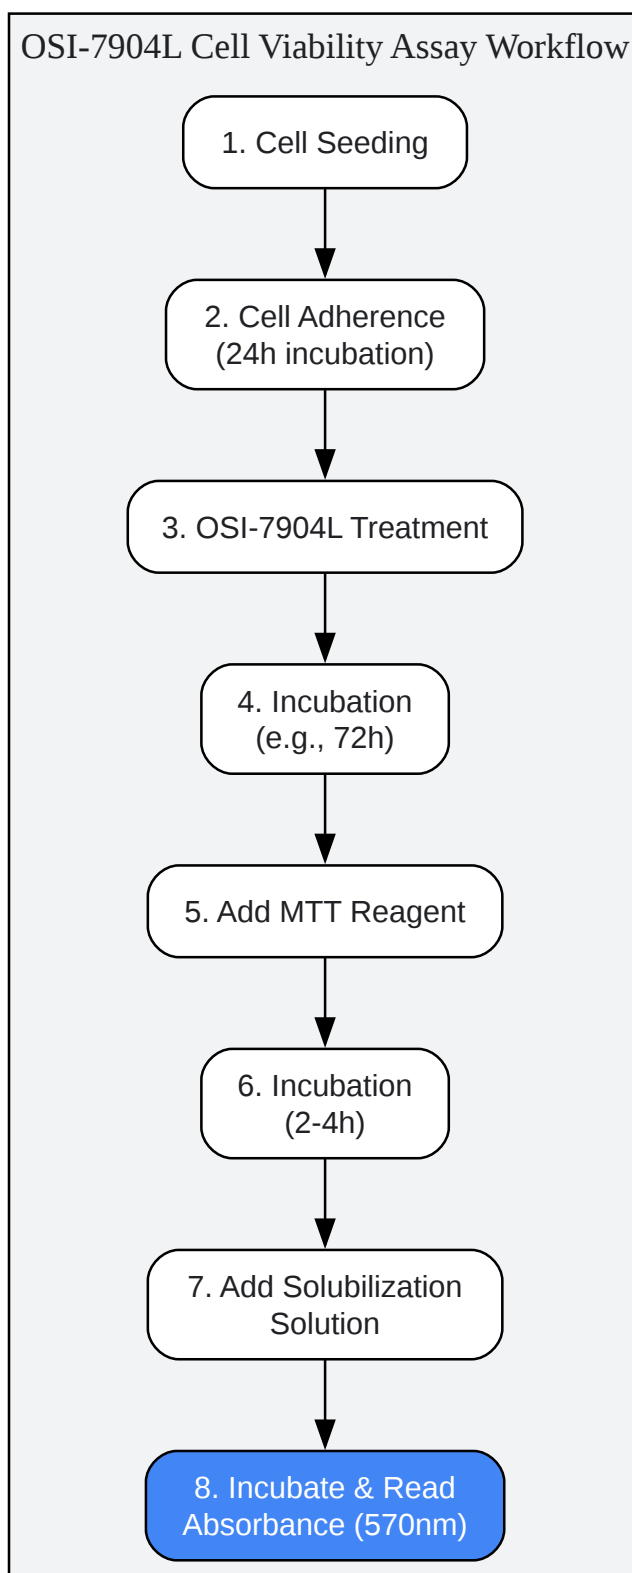 OSI-7904L Cell Viability Assay Workflow
1. Cell Seeding
2. Cell Adherence
(24h incubation)
3. OSI-7904L Treatment
4. Incubation
(e.g., 72h)
5. Add MTT Reagent
6. Incubation
(2-4h)
7. Add Solubilization
Solution
8. Incubate & Read
Absorbance (570nm)